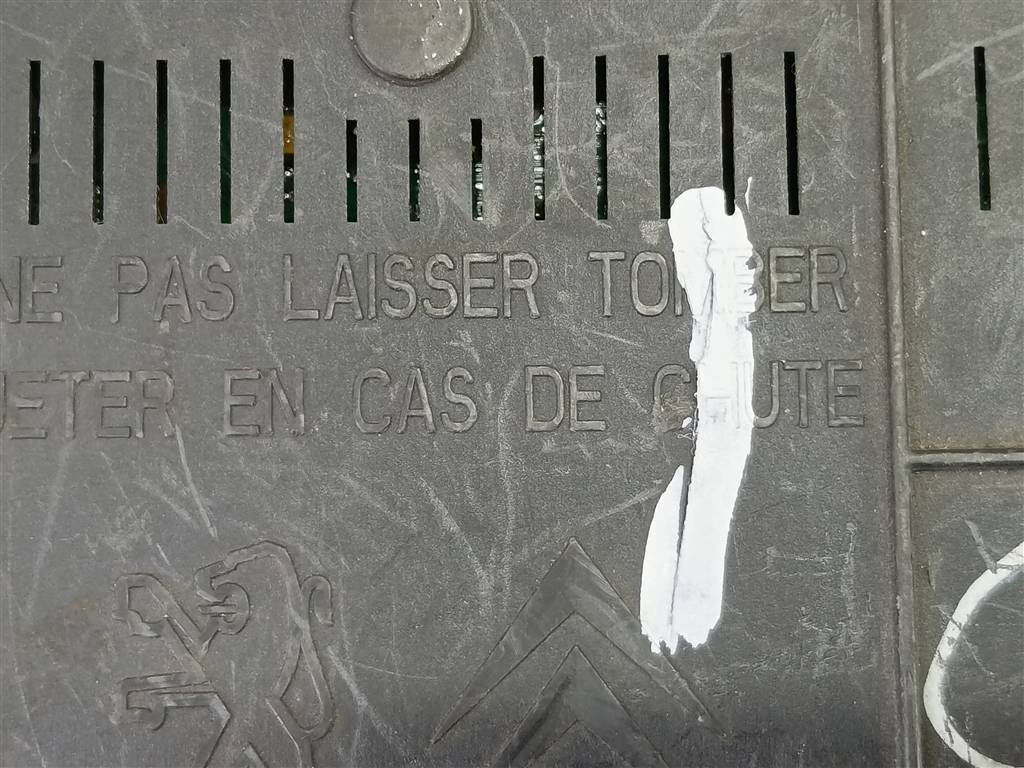 NE PAS LAISSER TOMBER
JETER EN CAS DE CHUTE